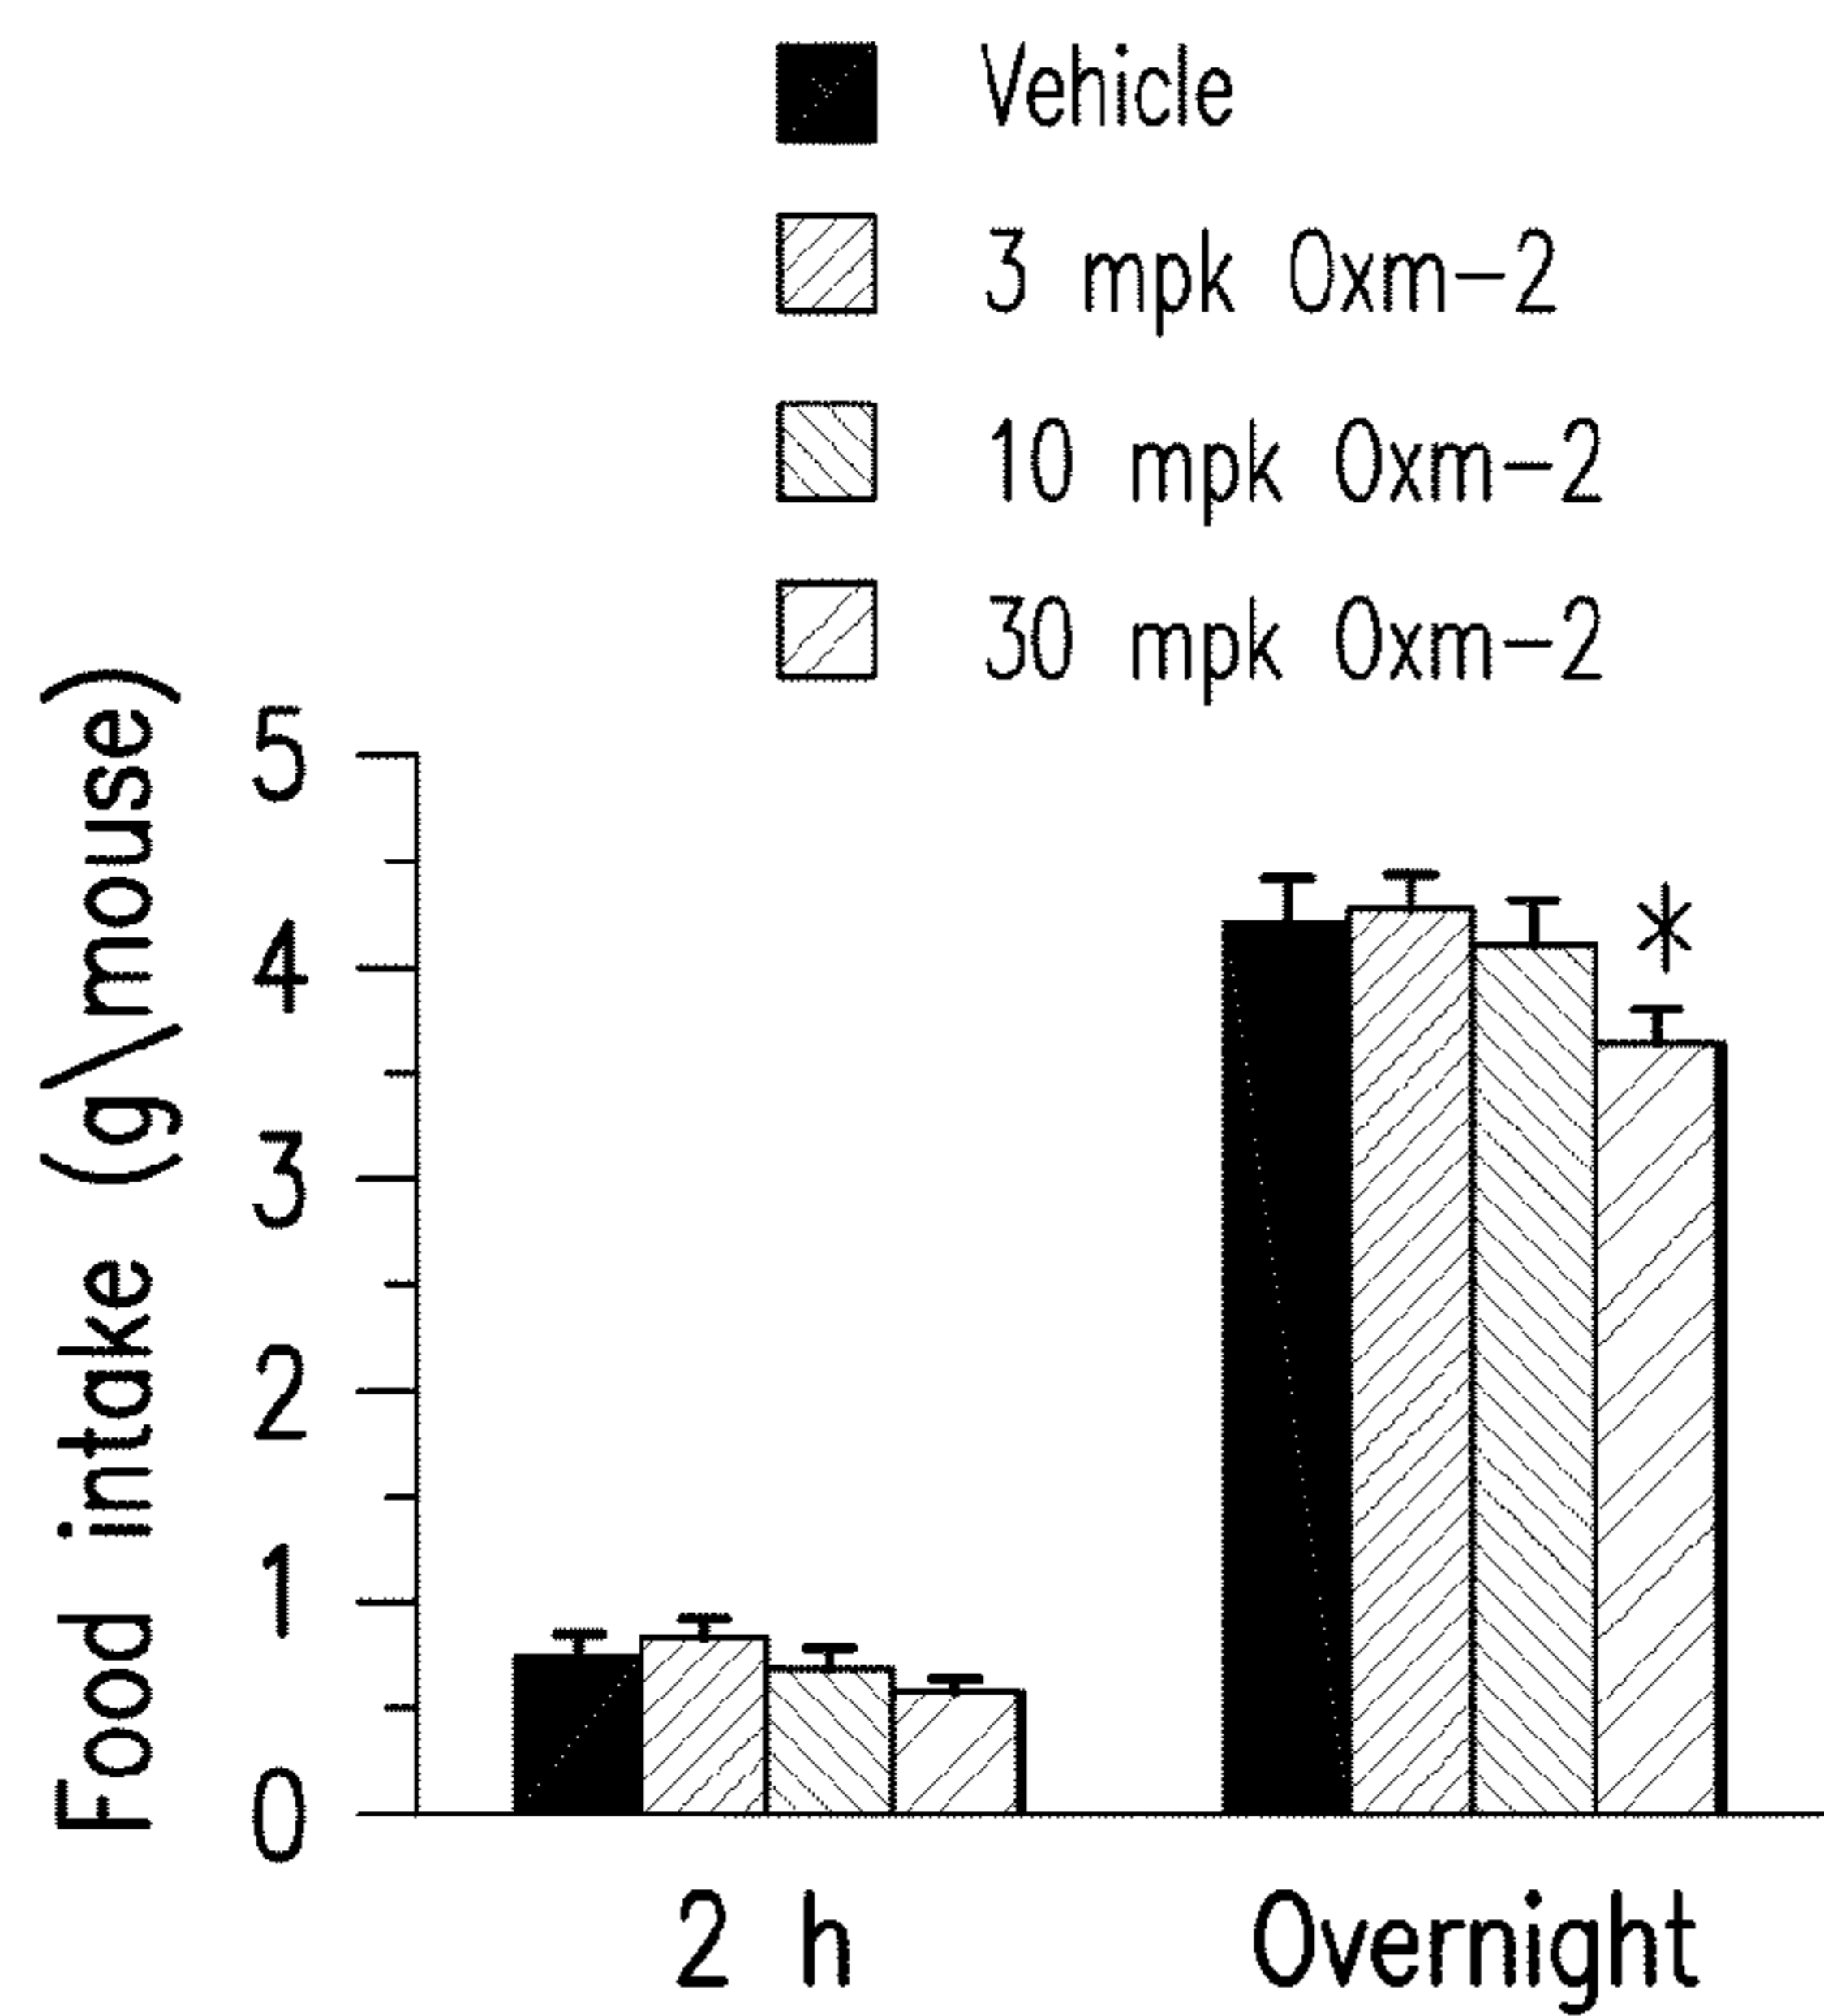 Vehicle
3 mpk Oxm-2
10 mpk Oxm-2
30 mpk Oxm-2
Food intake (g/mouse)
5
4
3
2
1
0
*
2 h
Overnight